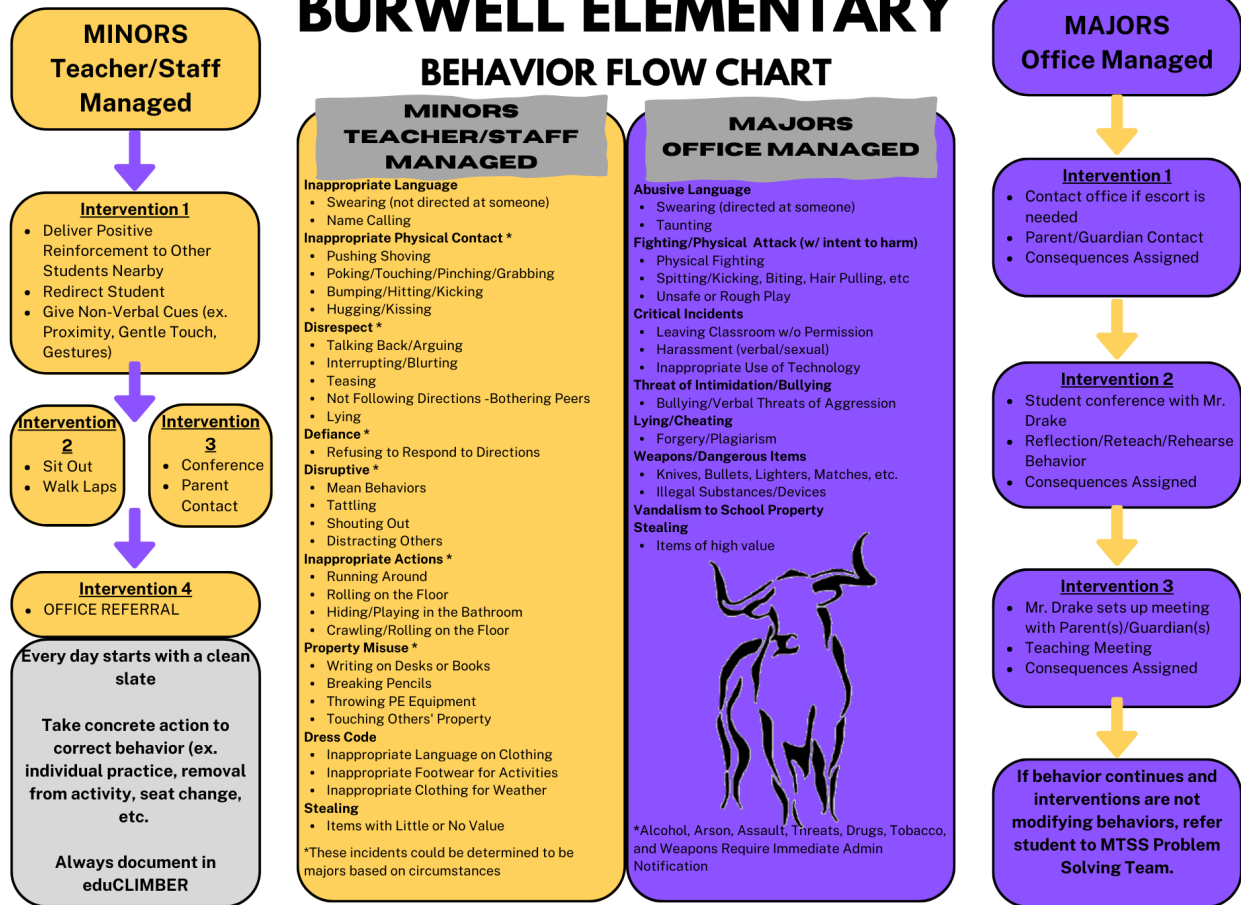 BURWELL ELEMENTARY
BEHAVIOR FLOW CHART
MINORS
Teacher/Staff
Managed
Intervention 1
• Deliver Positive
Reinforcement to Other
Students Nearby
• Redirect Student
• Give Non-Verbal Cues (ex.
Proximity, Gentle Touch,
Gestures)
Intervention
2
• Sit Out
• Walk Laps
Intervention
3
• Conference
• Parent
Contact
Intervention 4
• OFFICE REFERRAL
Every day starts with a clean
slate
Take concrete action to
correct behavior (ex.
individual practice, removal
from activity, seat change,
etc.
Always document in
eduCLIMBER
MINORS
TEACHER/STAFF
MANAGED
Inappropriate Language
• Swearing (not directed at someone)
• Name Calling
Inappropriate Physical Contact *
• Pushing Shoving
• Poking/Touching/Pinching/Grabbing
• Bumping/Hitting/Kicking
• Hugging/Kissing
Disrespect *
• Talking Back/Arguing
• Interrupting/Blurting
• Teasing
• Not Following Directions -Bothering Peers
• Lying
Defiance *
• Refusing to Respond to Directions
Disruptive *
• Mean Behaviors
• Tattling
• Shouting Out
• Distracting Others
Inappropriate Actions *
• Running Around
• Rolling on the Floor
• Hiding/Playing in the Bathroom
• Crawling/Rolling on the Floor
Property Misuse *
• Writing on Desks or Books
• Breaking Pencils
• Throwing PE Equipment
• Touching Others' Property
Dress Code
• Inappropriate Language on Clothing
• Inappropriate Footwear for Activities
• Inappropriate Clothing for Weather
Stealing
• Items with Little or No Value
*These incidents could be determined to be
majors based on circumstances
MAJORS
OFFICE MANAGED
Abusive Language
• Swearing (directed at someone)
• Taunting
Fighting/Physical Attack (w/ intent to harm)
• Physical Fighting
• Spitting/Kicking, Biting, Hair Pulling, etc
• Unsafe or Rough Play
Critical Incidents
• Leaving Classroom w/o Permission
• Harassment (verbal/sexual)
• Inappropriate Use of Technology
Threat of Intimidation/Bullying
• Bullying/Verbal Threats of Aggression
Lying/Cheating
• Forgery/Plagiarism
Weapons/Dangerous Items
• Knives, Bullets, Lighters, Matches, etc.
• Illegal Substances/Devices
Vandalism to School Property
Stealing
• Items of high value
*Alcohol, Arson, Assault, Threats, Drugs, Tobacco,
and Weapons Require Immediate Admin
Notification
MAJORS
Office Managed
Intervention 1
• Contact office if escort is
needed
• Parent/Guardian Contact
• Consequences Assigned
Intervention 2
• Student conference with Mr.
Drake
• Reflection/Reteach/Rehearse
Behavior
• Consequences Assigned
Intervention 3
• Mr. Drake sets up meeting
with Parent(s)/Guardian(s)
• Teaching Meeting
• Consequences Assigned
If behavior continues and
interventions are not
modifying behaviors, refer
student to MTSS Problem
Solving Team.